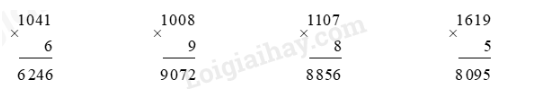 1041 1008 1107 1619
× 6 × 9 × 8 × 5
6246 9072 8856 8095
Loigiaihay.com